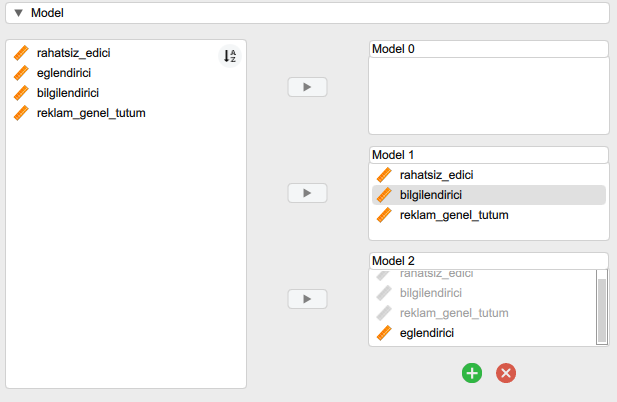 Model
rahatsiz_edici
eglendirici
bilgilendirici
reklam_genel_tutum
Model 0
Model 1
rahatsiz_edici
bilgilendirici
reklam_genel_tutum
Model 2
rahatsiz_edici
bilgilendirici
reklam_genel_tutum
eglendirici